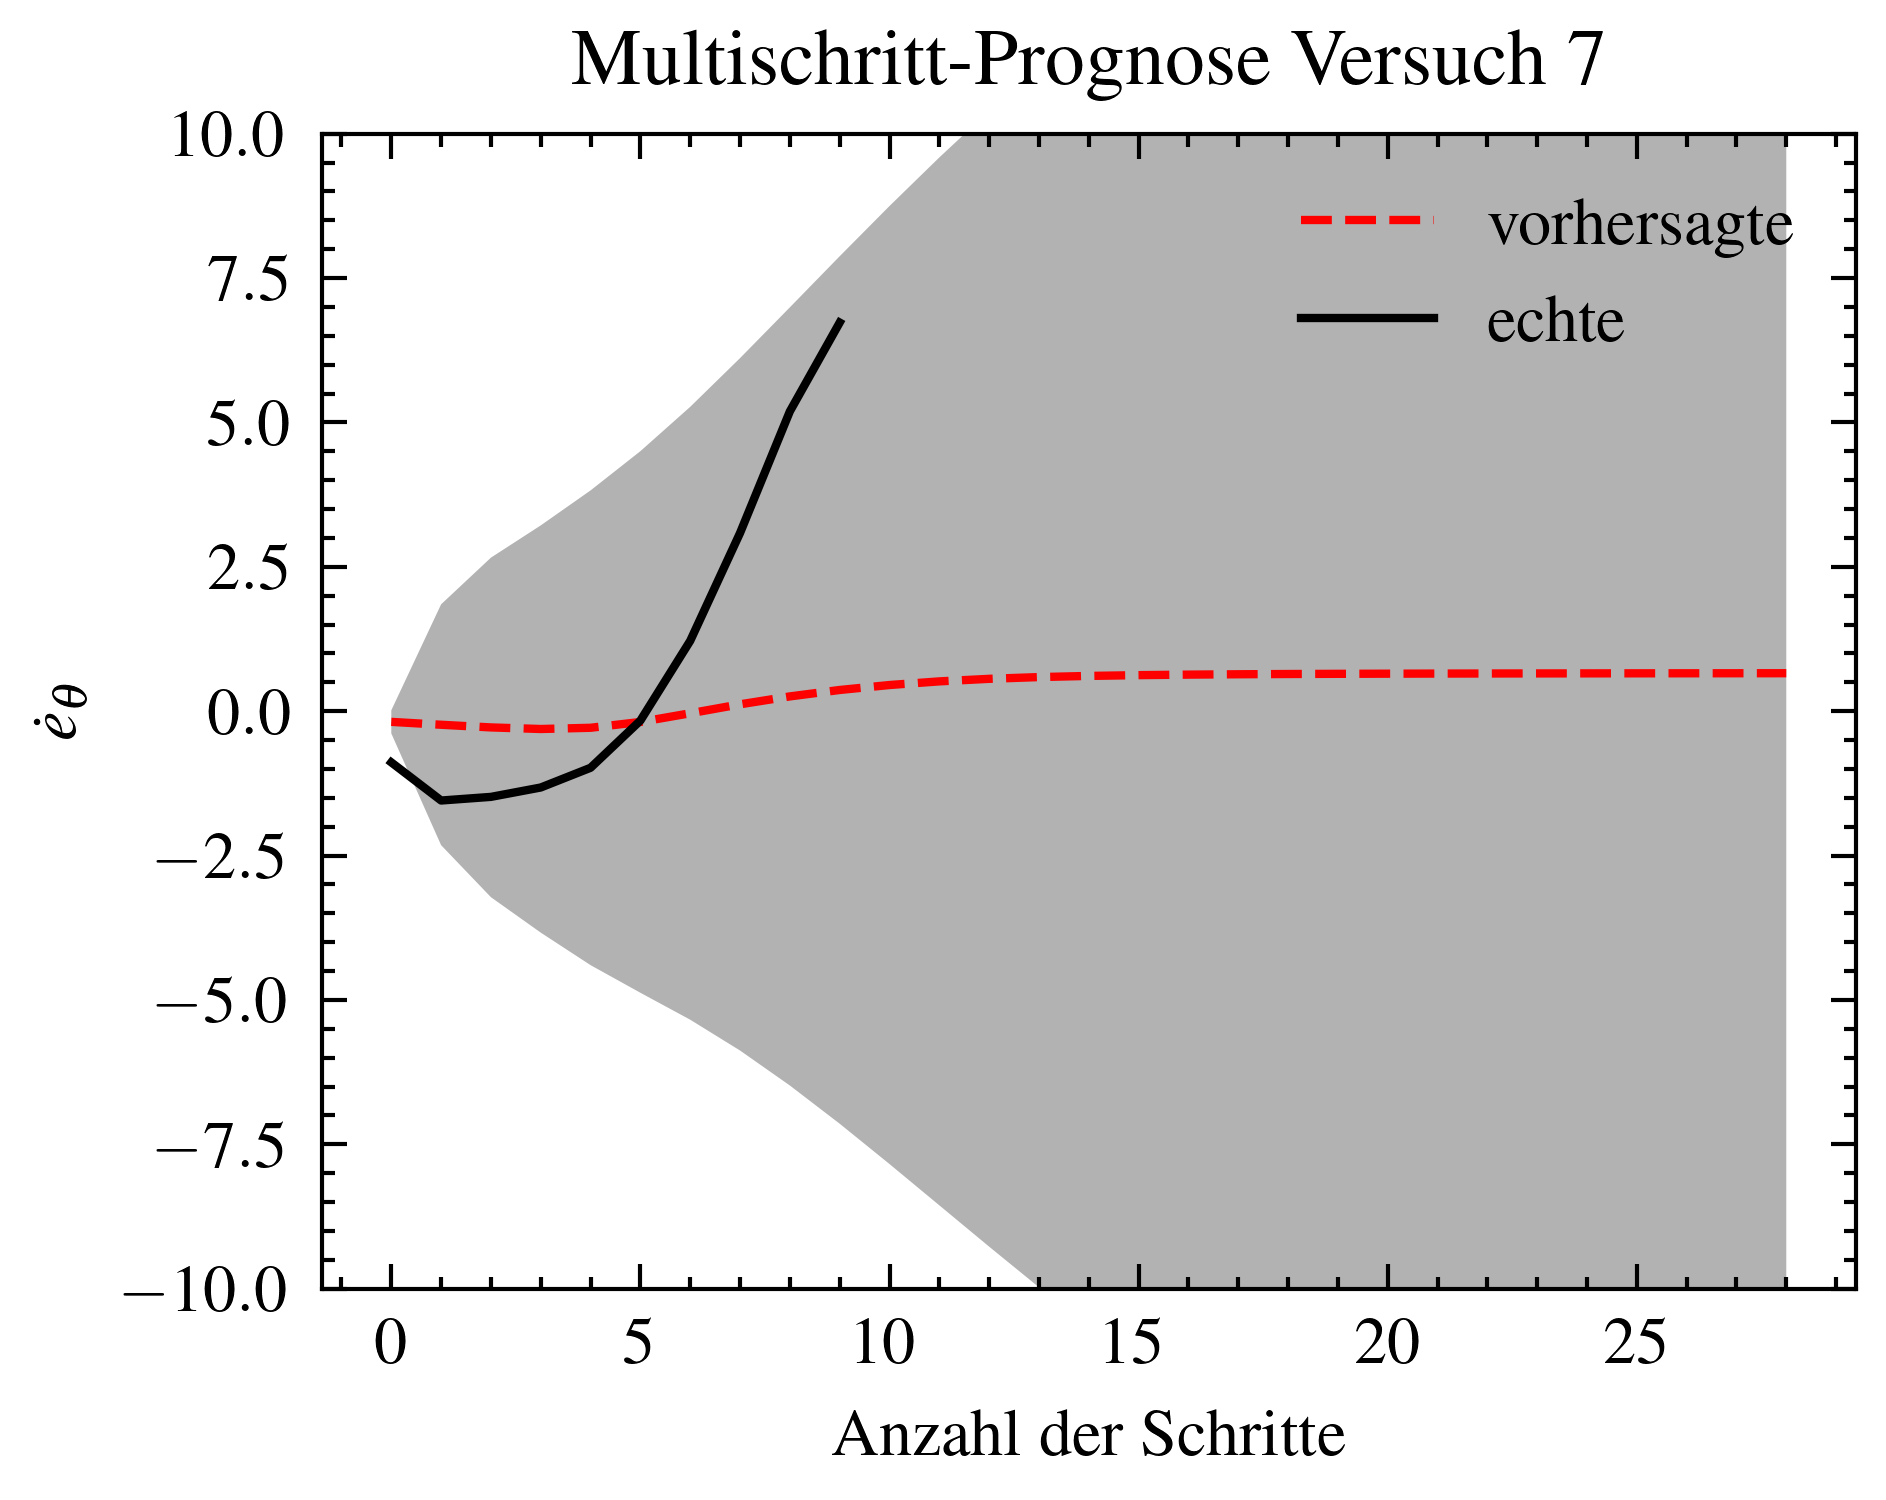 Multischritt-Prognose Versuch 7
10.0
7.5
5.0
2.5
0.0
−2.5
−5.0
−7.5
−10.0
ė_θ
vorhersagte
echte
0 5 10 15 20 25
Anzahl der Schritte